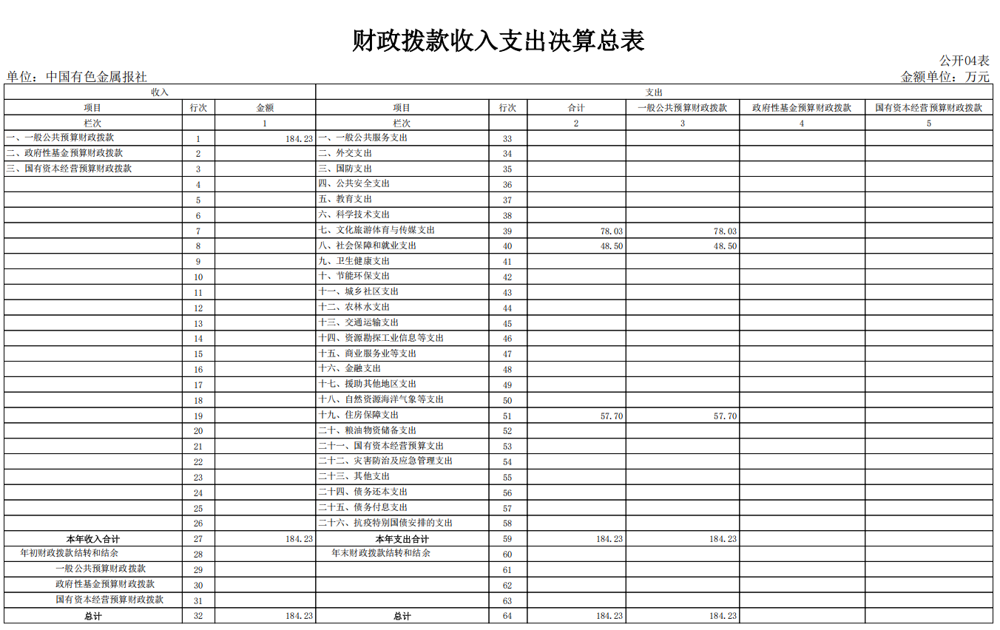 财政拨款收入支出决算总表
公开04表
单位：中国有色金属报社 金额单位：万元
收入 支出
项目 行次 金额 项目 行次 合计 一般公共预算财政拨款 政府性基金预算财政拨款 国有资本经营预算财政拨款
栏次 1 栏次 2 3 4 5
一、一般公共预算财政拨款 1 184.23 一、一般公共服务支出 33
二、政府性基金预算财政拨款 2 二、外交支出 34
三、国有资本经营预算财政拨款 3 三、国防支出 35
4 四、公共安全支出 36
5 五、教育支出 37
6 六、科学技术支出 38
7 七、文化旅游体育与传媒支出 39 78.03 78.03
8 八、社会保障和就业支出 40 48.50 48.50
9 九、卫生健康支出 41
10 十、节能环保支出 42
11 十一、城乡社区支出 43
12 十二、农林水支出 44
13 十三、交通运输支出 45
14 十四、资源勘探工业信息等支出 46
15 十五、商业服务业等支出 47
16 十六、金融支出 48
17 十七、援助其他地区支出 49
18 十八、自然资源海洋气象等支出 50
19 十九、住房保障支出 51 57.70 57.70
20 二十、粮油物资储备支出 52
21 二十一、国有资本经营预算支出 53
22 二十二、灾害防治及应急管理支出 54
23 二十三、其他支出 55
24 二十四、债务还本支出 56
25 二十五、债务付息支出 57
26 二十六、抗疫特别国债安排的支出 58
本年收入合计 27 184.23 本年支出合计 59 184.23 184.23
年初财政拨款结转和结余 28 年末财政拨款结转和结余 60
一般公共预算财政拨款 29 61
政府性基金预算财政拨款 30 62
国有资本经营预算财政拨款 31 63
总计 32 184.23 总计 64 184.23 184.23